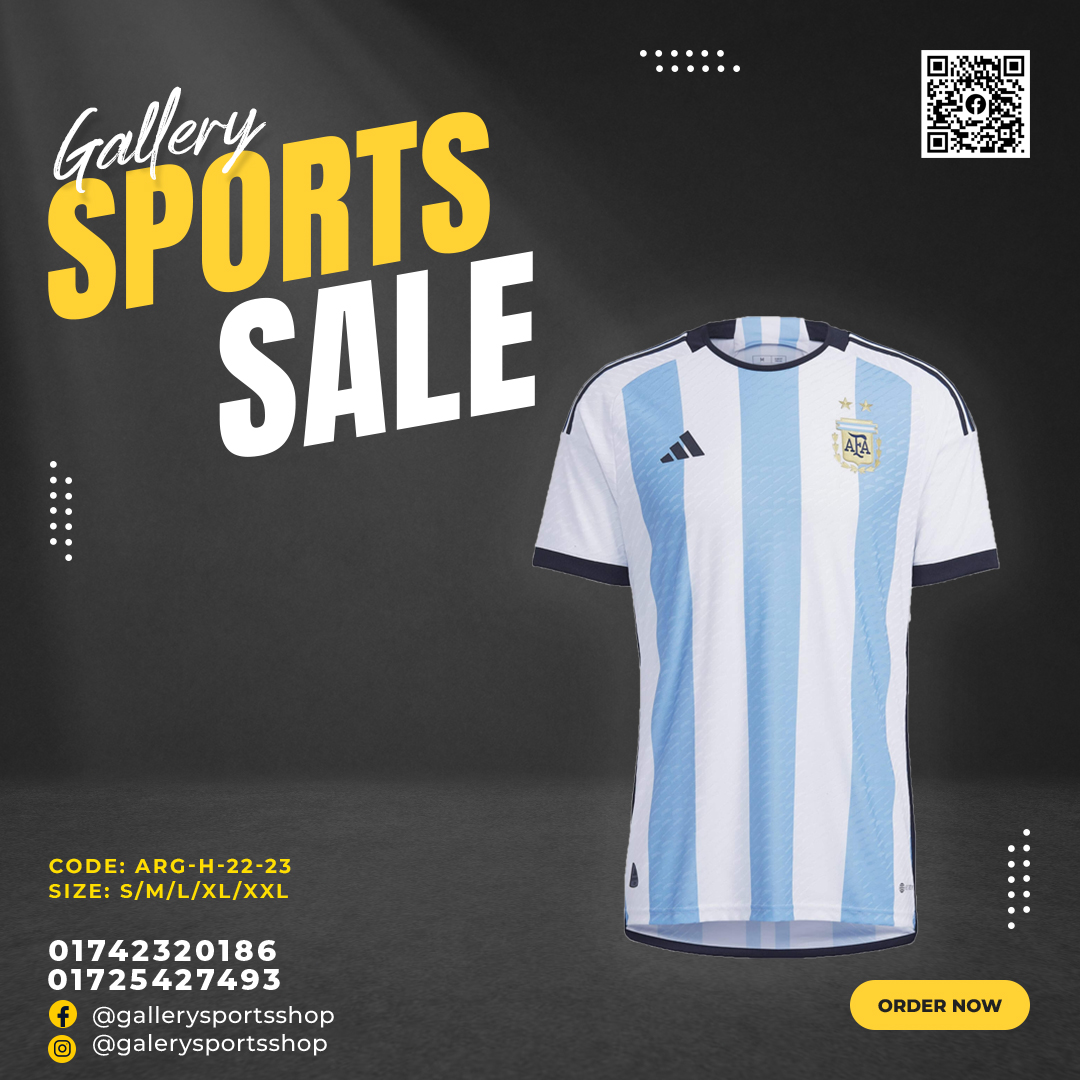 Gallery
SPORTS
SALE
AFA
CODE: ARG-H-22-23
SIZE: S/M/L/XL/XXL
01742320186
01725427493
@gallerysportsshop
@galerysportsshop
ORDER NOW